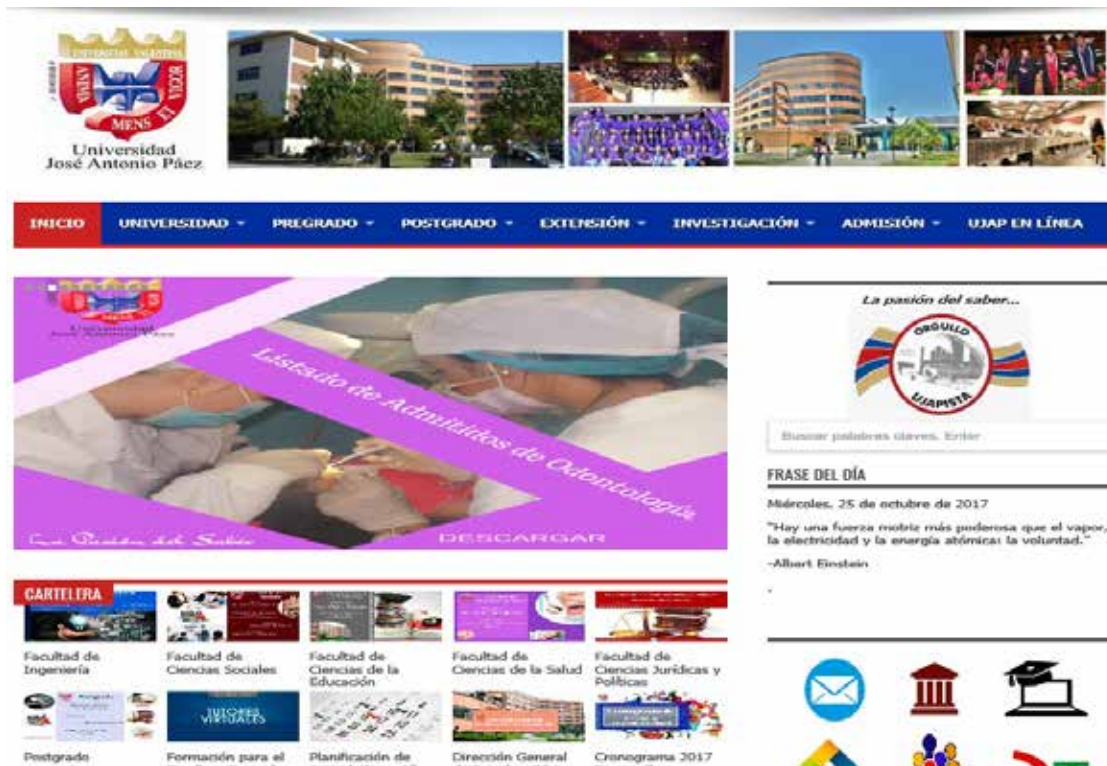 UNIVERSITAS VALENTINA
MENS ET
Universidad
José Antonio Páez
INICIO UNIVERSIDAD PREGRADO POSTGRADO EXTENSIÓN INVESTIGACIÓN ADMISIÓN UJAP EN LÍNEA
Universidad
José Antonio Páez
Listado de Admitidos de Odontología
La Pasión del Saber
DESCARGAR
La pasión del saber...
ORGULLO
UJAPISTA
Buscar palabras claves. Enter
FRASE DEL DÍA
Miércoles, 25 de octubre de 2017
"Hay una fuerza motriz más poderosa que el vapor,
la electricidad y la energía atómica: la voluntad."
-Albert Einstein
CARTELERA
Facultad de
Ingeniería
Facultad de
Ciencias Sociales
Facultad de
Ciencias de la
Educación
Facultad de
Ciencias de la Salud
Facultad de
Ciencias Jurídicas y
Políticas
Postgrado
TUTORES
VIRTUALES
Formación para el
Planificación de
Dirección General
Cronograma 2017